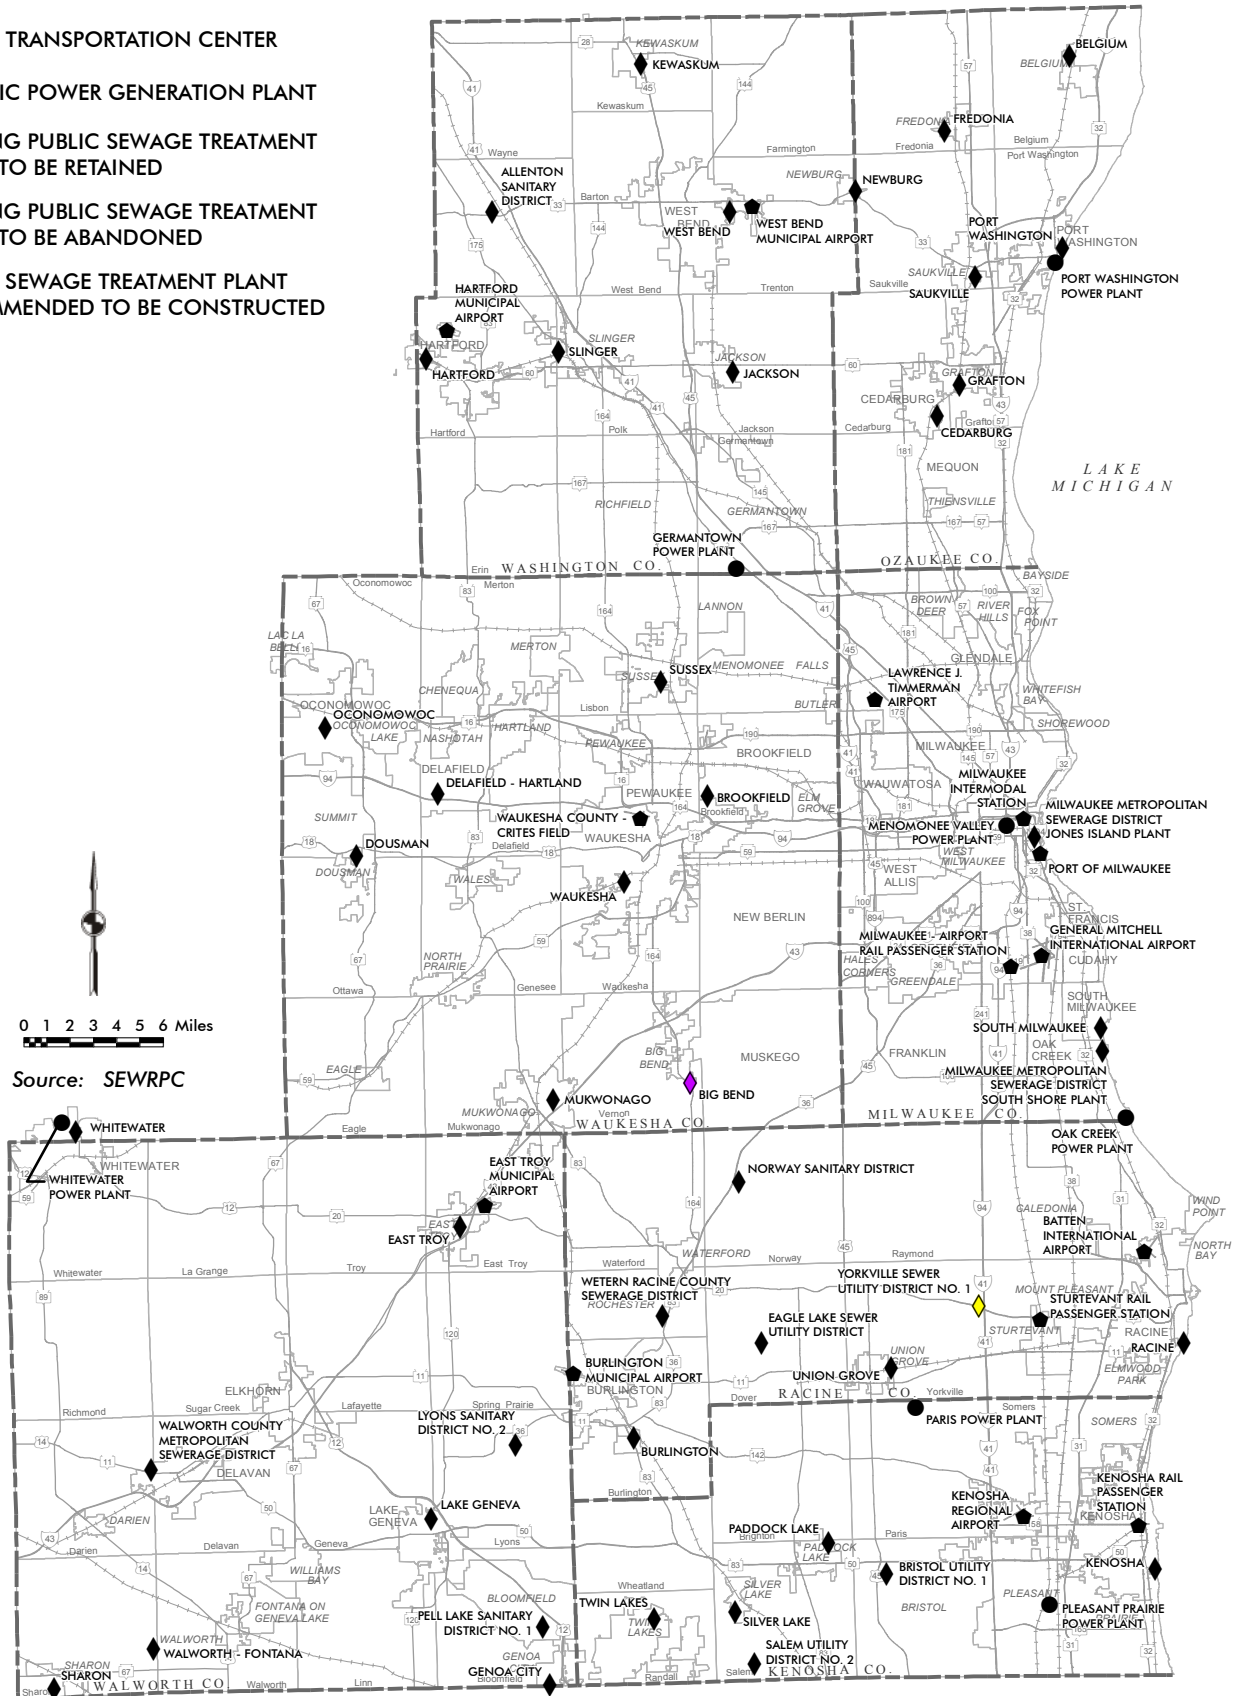 TRANSPORTATION CENTER
IC POWER GENERATION PLANT
NG PUBLIC SEWAGE TREATMENT
TO BE RETAINED
NG PUBLIC SEWAGE TREATMENT
TO BE ABANDONED
SEWAGE TREATMENT PLANT
MMENDED TO BE CONSTRUCTED
KEWASKUM
KEWASKUM
Kewaskum
BELGIUM
BELGIUM
FREDONIA
Fredonia
Belgium
Port Washington
Wayne
Farmington
NEWBURG
NEWBURG
ALLENTON
SANITARY
DISTRICT
Barton
WEST
BEND
WEST BEND
WEST BEND
MUNICIPAL AIRPORT
PORT
WASHINGTON
PORT
WASHINGTON
SAUKVILLE
SAUKVILLE
Saukville
PORT WASHINGTON
POWER PLANT
West Bend
Trenton
HARTFORD
MUNICIPAL
AIRPORT
HARTFORD
HARTFORD
Hartford
SLINGER
SLINGER
JACKSON
JACKSON
GRAFTON
GRAFTON
CEDARBURG
CEDARBURG
Cedarburg
Polk
Jackson
Germantown
MEQUON
THIENSVILLE
LAKE
MICHIGAN
RICHFIELD
GERMANTOWN
GERMANTOWN
POWER PLANT
Erin
WASHINGTON CO.
OZAUKEE CO.
Oconomowoc
Merton
BAYSIDE
LANNON
BROWN
DEER
RIVER
HILLS
FOX
POINT
LAC LA
BELLE
MERTON
CHENEQUA
SUSSEX
SUSSEX
MENOMONEE FALLS
GLENDALE
LAWRENCE J.
TIMMERMAN
AIRPORT
WHITEFISH
BAY
SHOREWOOD
BUTLER
OCONOMOWOC
OCONOMOWOC
OCONOMOWOC
LAKE
Lisbon
NASHOTAH
HARTLAND
PEWAUKEE
BROOKFIELD
MILWAUKEE
DELAFIELD
DELAFIELD - HARTLAND
PEWAUKEE
BROOKFIELD
Brookfield
ELM
GROVE
WAUWATOSA
MILWAUKEE
INTERMODAL
STATION
SUMMIT
WAUKESHA COUNTY -
CRITES FIELD
WAUKESHA
MENOMONEE VALLEY
POWER PLANT
MILWAUKEE METROPOLITAN
SEWERAGE DISTRICT
JONES ISLAND PLANT
DOUSMAN
DOUSMAN
Delafield
WALES
WAUKESHA
WEST
MILWAUKEE
WEST
ALLIS
PORT OF MILWAUKEE
NEW BERLIN
ST.
FRANCIS
MILWAUKEE - AIRPORT
RAIL PASSENGER STATION
GENERAL MITCHELL
INTERNATIONAL AIRPORT
CUDAHY
HALES
CORNERS
GREENDALE
NORTH
PRAIRIE
Ottawa
Genesee
Waukesha
SOUTH
MILWAUKEE
SOUTH MILWAUKEE
0 1 2 3 4 5 6 Miles
Source: SEWRPC
BIG
BEND
BIG BEND
MUSKEGO
FRANKLIN
OAK
CREEK
MILWAUKEE METROPOLITAN
SEWERAGE DISTRICT
SOUTH SHORE PLANT
EAGLE
Eagle
MUKWONAGO
MUKWONAGO
Mukwonago
Vernon
WAUKESHA CO.
MILWAUKEE CO.
OAK CREEK
POWER PLANT
WHITEWATER
WHITEWATER
WHITEWATER
POWER PLANT
EAST TROY
MUNICIPAL
AIRPORT
EAST
EAST TROY
NORWAY SANITARY DISTRICT
CALEDONIA
BATTEN
INTERNATIONAL
AIRPORT
WIND
POINT
NORTH
BAY
Whitewater
La Grange
Troy
East Troy
Waterford
WATERFORD
Norway
Raymond
WETERN RACINE COUNTY
SEWERAGE DISTRICT
ROCHESTER
YORKVILLE SEWER
UTILITY DISTRICT NO. 1
MOUNT PLEASANT
STURTEVANT RAIL
PASSENGER STATION
STURTEVANT
EAGLE LAKE SEWER
UTILITY DISTRICT
RACINE
RACINE
ELMWOOD
PARK
UNION
GROVE
UNION GROVE
BURLINGTON
MUNICIPAL AIRPORT
BURLINGTON
Dover
RACINE CO.
Yorkville
PARIS POWER PLANT
Somers
SOMERS
ELKHORN
Richmond
Sugar Creek
Lafayette
Spring Prairie
LYONS SANITARY
DISTRICT NO. 2
BURLINGTON
Burlington
WALWORTH COUNTY
METROPOLITAN
SEWERAGE DISTRICT
DELAVAN
LAKE GENEVA
LAKE
GENEVA
DARIEN
Darien
Delavan
Geneva
Lyons
KENOSHA
REGIONAL
AIRPORT
KENOSHA RAIL
PASSENGER
STATION
KENOSHA
KENOSHA
PADDOCK LAKE
Brighton
PADDOCK
LAKE
Paris
BRISTOL UTILITY
DISTRICT NO. 1
BRISTOL
PLEASANT
PRAIRIE
PLEASANT PRAIRIE
POWER PLANT
WILLIAMS
BAY
FONTANA ON
GENEVA LAKE
BLOOMFIELD
PELL LAKE SANITARY
DISTRICT NO. 1
Wheatland
TWIN LAKES
TWIN
LAKES
SILVER
LAKE
SILVER LAKE
SALEM UTILITY
DISTRICT NO. 2
WALWORTH
WALWORTH - FONTANA
SHARON
SHARON
Sharon
WALWORTH CO.
Walworth
Linn
GENOA
CITY
GENOA CITY
Bloomfield
Randall
Salem
KENOSHA CO.